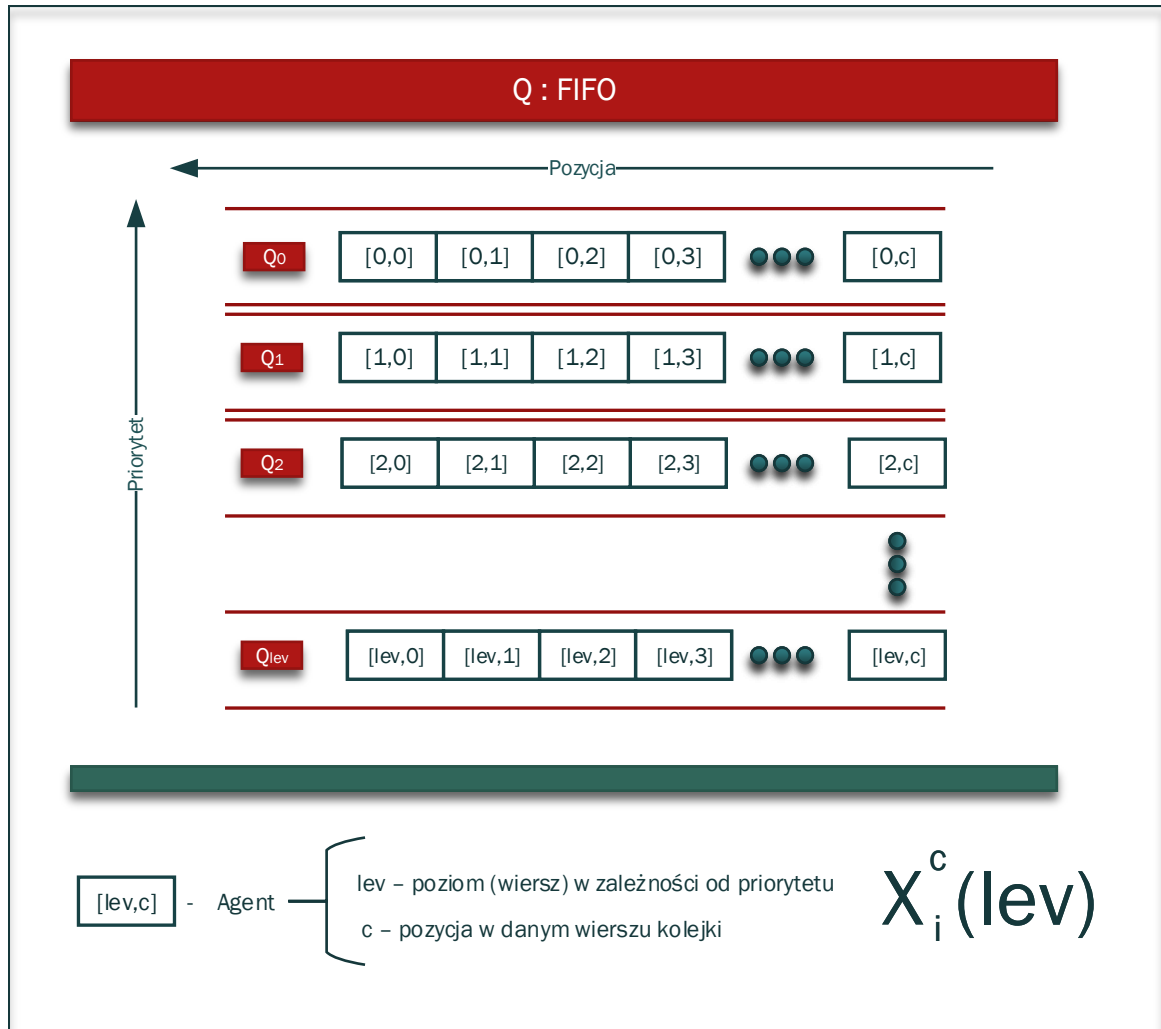 Q : FIFO
Pozycja
Priorytet
Q0 [0,0] [0,1] [0,2] [0,3] [0,c]
Q1 [1,0] [1,1] [1,2] [1,3] [1,c]
Q2 [2,0] [2,1] [2,2] [2,3] [2,c]
Qlev [lev,0] [lev,1] [lev,2] [lev,3] [lev,c]
[lev,c] - Agent
lev – poziom (wiersz) w zależności od priorytetu
c – pozycja w danym wierszu kolejki
X_i^c(lev)